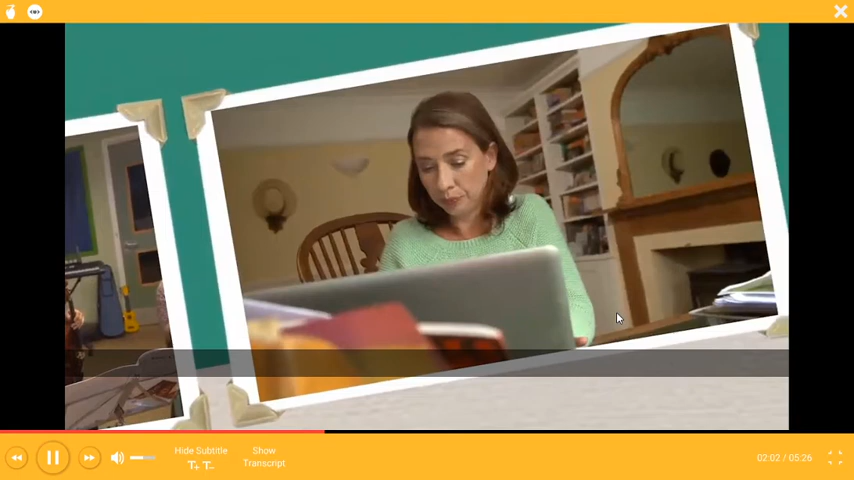 Hide Subtitle
T+ T-
Show
Transcript
02:02 / 05:26